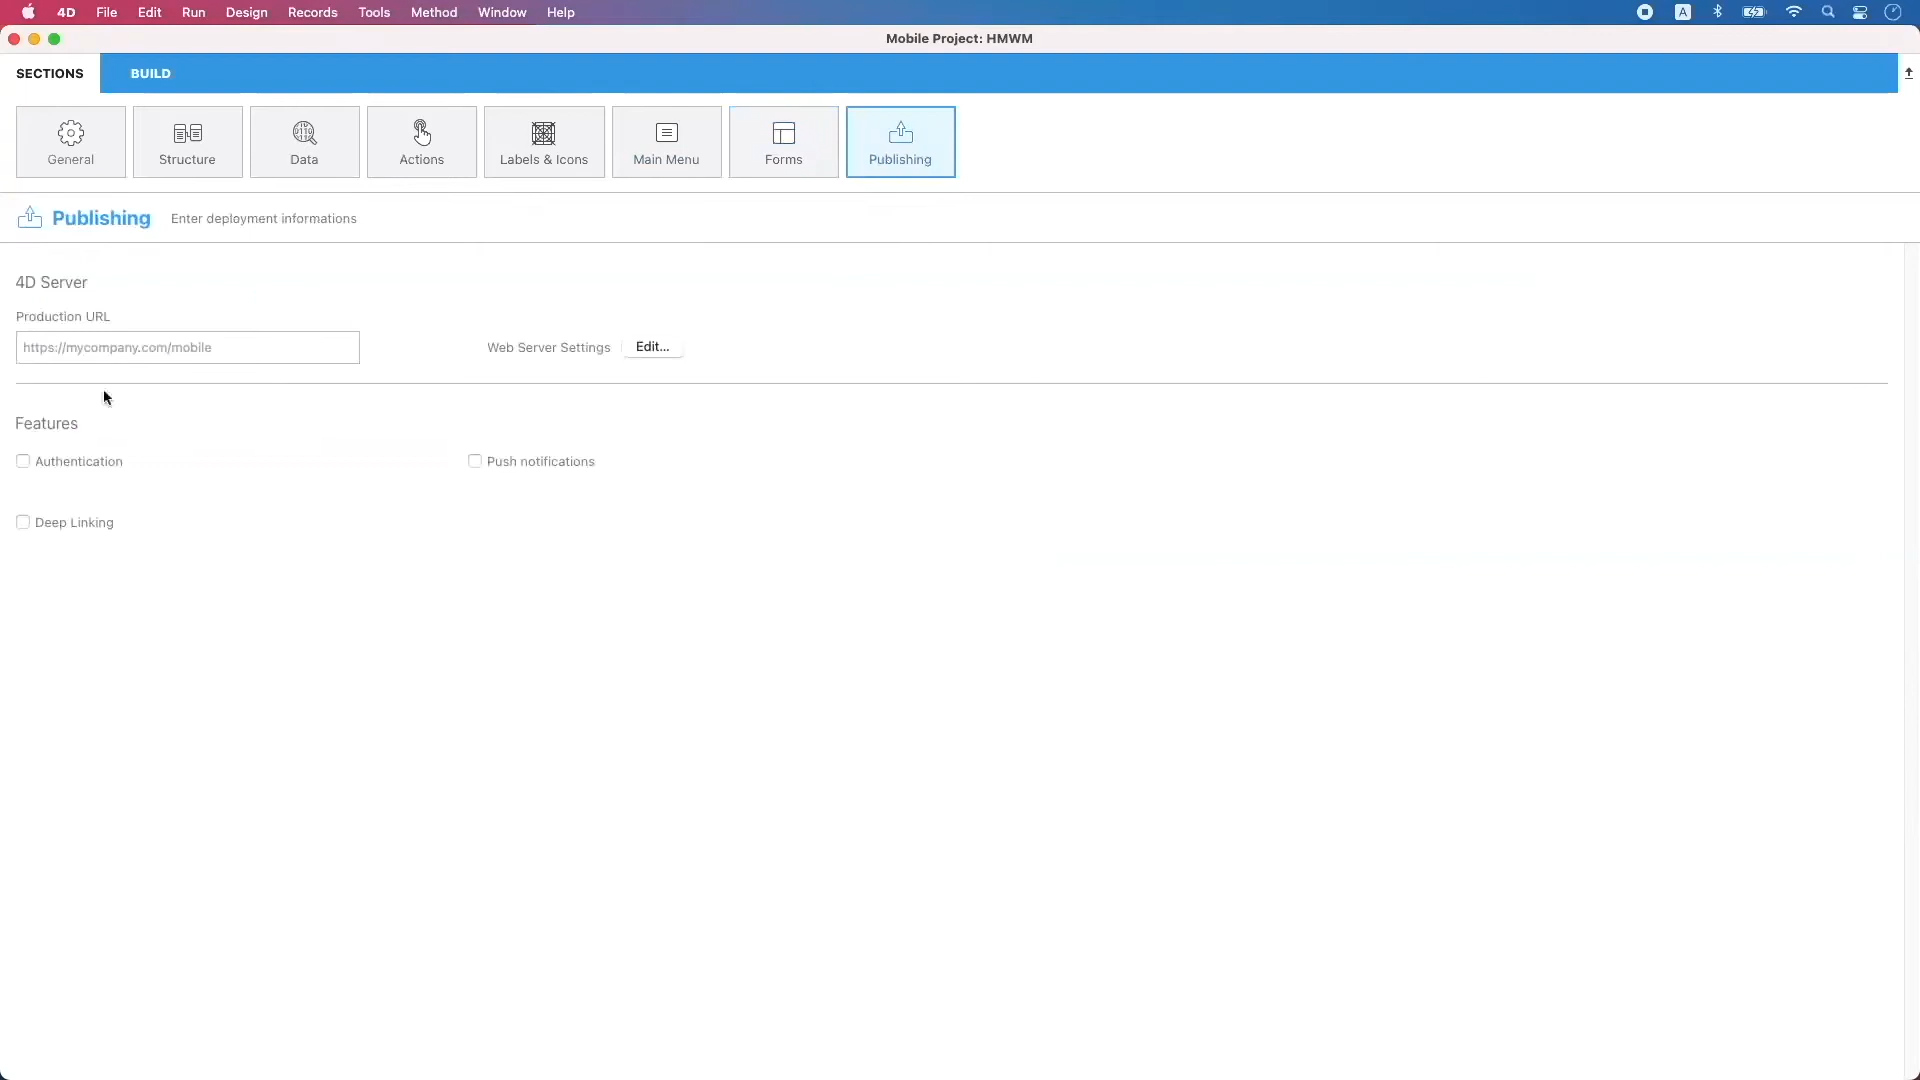 4D File Edit Run Design Records Tools Method Window Help A
Mobile Project: HMWM
SECTIONS BUILD
General Structure Data Actions Labels & Icons Main Menu Forms Publishing
Publishing Enter deployment informations
4D Server
Production URL
https://mycompany.com/mobile Web Server Settings Edit...
Features
Authentication Push notifications
Deep Linking